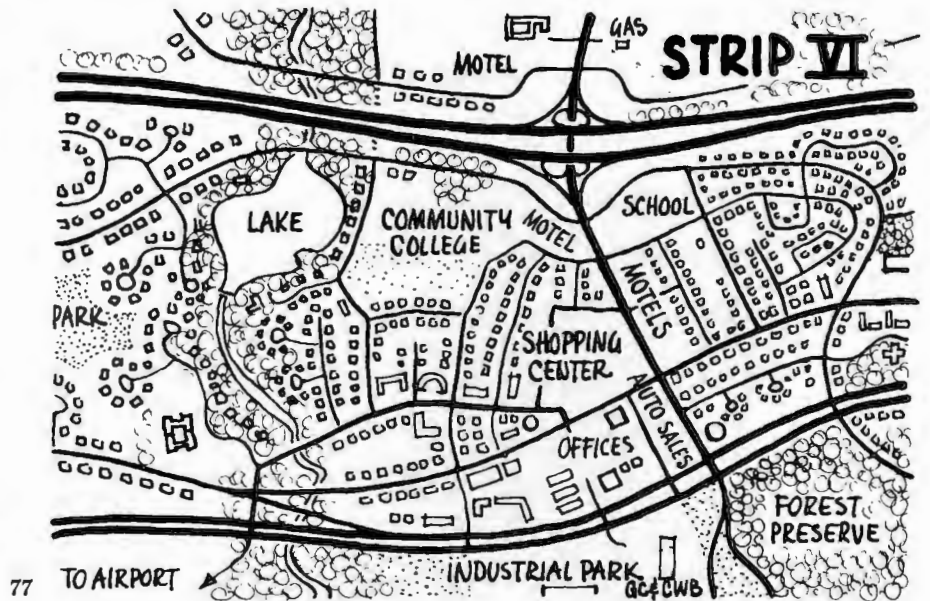 GAS
STRIP VI
MOTEL
LAKE
COMMUNITY
COLLEGE
MOTEL
SCHOOL
MOTELS
PARK
SHOPPING
CENTER
AUTO SALES
OFFICES
FOREST
PRESERVE
77
TO AIRPORT
INDUSTRIAL PARK
GC&CWB